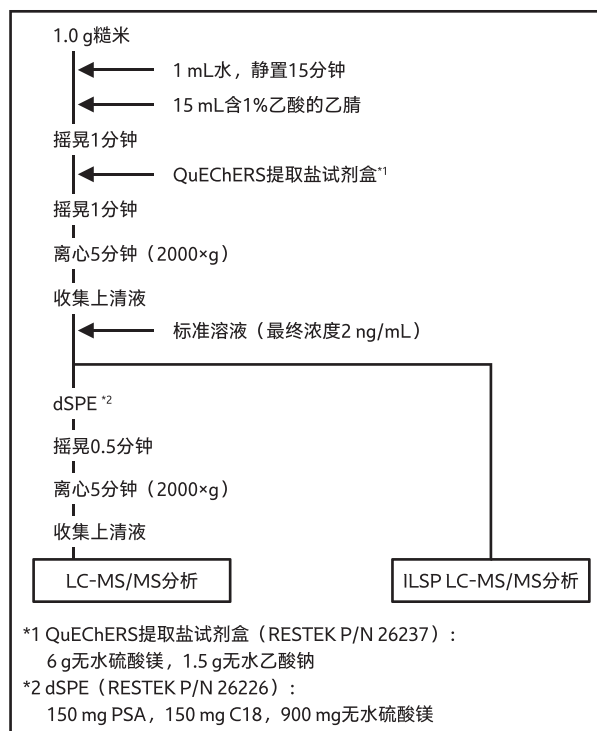 1.0 g糙米
1 mL水，静置15分钟
15 mL含1%乙酸的乙腈
摇晃1分钟
QuEChERS提取盐试剂盒*1
摇晃1分钟
离心5分钟（2000×g）
收集上清液
标准溶液（最终浓度2 ng/mL）
dSPE *2
摇晃0.5分钟
离心5分钟（2000×g）
收集上清液
LC-MS/MS分析
ILSP LC-MS/MS分析
*1 QuEChERS提取盐试剂盒（RESTEK P/N 26237）：
6 g无水硫酸镁，1.5 g无水乙酸钠
*2 dSPE（RESTEK P/N 26226）：
150 mg PSA，150 mg C18，900 mg无水硫酸镁